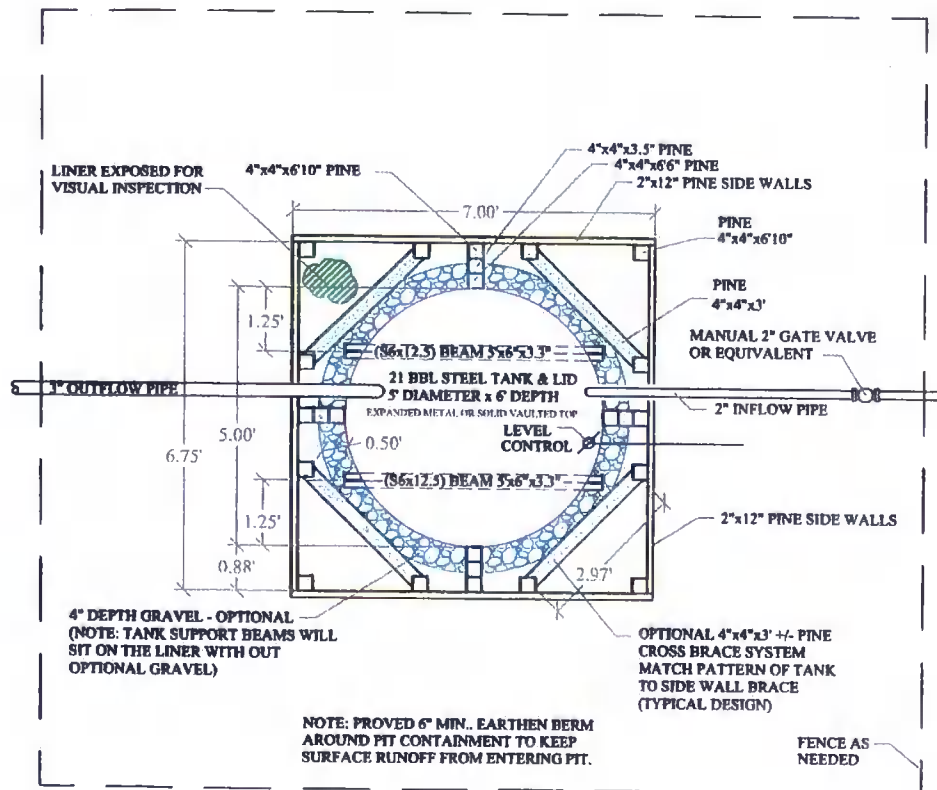 4"x4"x3.5" PINE
4"x4"x6'6" PINE
2"x12" PINE SIDE WALLS
LINER EXPOSED FOR
VISUAL INSPECTION
4"x4"x6'10" PINE
7.00'
PINE
4"x4"x6'10"
PINE
4"x4"x3'
1.25'
MANUAL 2" GATE VALVE
OR EQUIVALENT
(S6x12.5) BEAM 3"x6"x3.3'
21 BBL STEEL TANK & LID
5' DIAMETER x 6' DEPTH
EXPANDED METAL OR SOLID VAULTED TOP
3" OUTFLOW PIPE
2" INFLOW PIPE
LEVEL
CONTROL
5.00'
6.75'
0.50'
(S6x12.5) BEAM 3"x6"x3.3'
1.25'
2"x12" PINE SIDE WALLS
0.88'
2.97'
4" DEPTH GRAVEL - OPTIONAL
(NOTE: TANK SUPPORT BEAMS WILL
SIT ON THE LINER WITH OUT
OPTIONAL GRAVEL)
OPTIONAL 4"x4"x3' +/- PINE
CROSS BRACE SYSTEM
MATCH PATTERN OF TANK
TO SIDE WALL BRACE
(TYPICAL DESIGN)
NOTE: PROVED 6" MIN.. EARTHEN BERM
AROUND PIT CONTAINMENT TO KEEP
SURFACE RUNOFF FROM ENTERING PIT.
FENCE AS
NEEDED